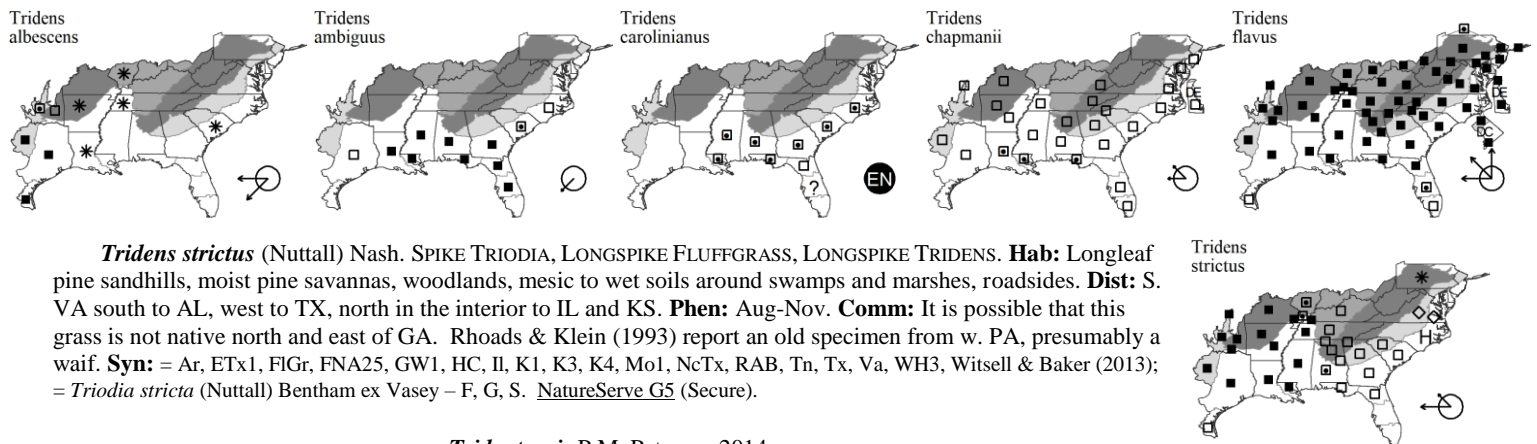 Tridens
albescens
Tridens
ambiguus
Tridens
carolinianus
?
EN
Tridens
chapmanii
DE
Tridens
flavus
DE
DC
Tridens strictus (Nuttall) Nash. SPIKE TRIODIA, LONGSPIKE FLUFFGRASS, LONGSPIKE TRIDENS. Hab: Longleaf
pine sandhills, moist pine savannas, woodlands, mesic to wet soils around swamps and marshes, roadsides. Dist: S.
VA south to AL, west to TX, north in the interior to IL and KS. Phen: Aug-Nov. Comm: It is possible that this
grass is not native north and east of GA. Rhoads & Klein (1993) report an old specimen from w. PA, presumably a
waif. Syn: = Ar, ETx1, FlGr, FNA25, GW1, HC, Il, K1, K3, K4, Mo1, NcTx, RAB, Tn, Tx, Va, WH3, Witsell & Baker (2013);
= Triodia stricta (Nuttall) Bentham ex Vasey – F, G, S. NatureServe G5 (Secure).
Tridens
strictus
H